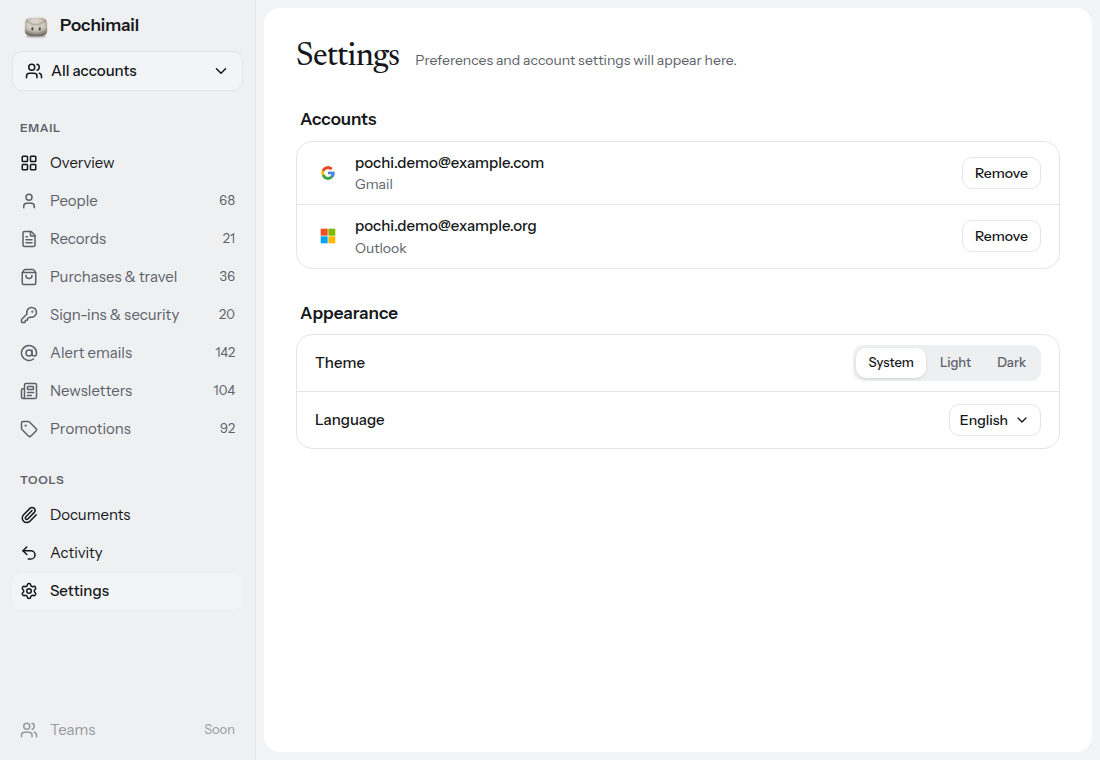 Pochimail
All accounts
EMAIL
Overview
People 68
Records 21
Purchases & travel 36
Sign-ins & security 20
Alert emails 142
Newsletters 104
Promotions 92
TOOLS
Documents
Activity
Settings
Teams Soon
Settings Preferences and account settings will appear here.
Accounts
pochi.demo@example.com
Gmail
Remove
pochi.demo@example.org
Outlook
Remove
Appearance
Theme System Light Dark
Language English